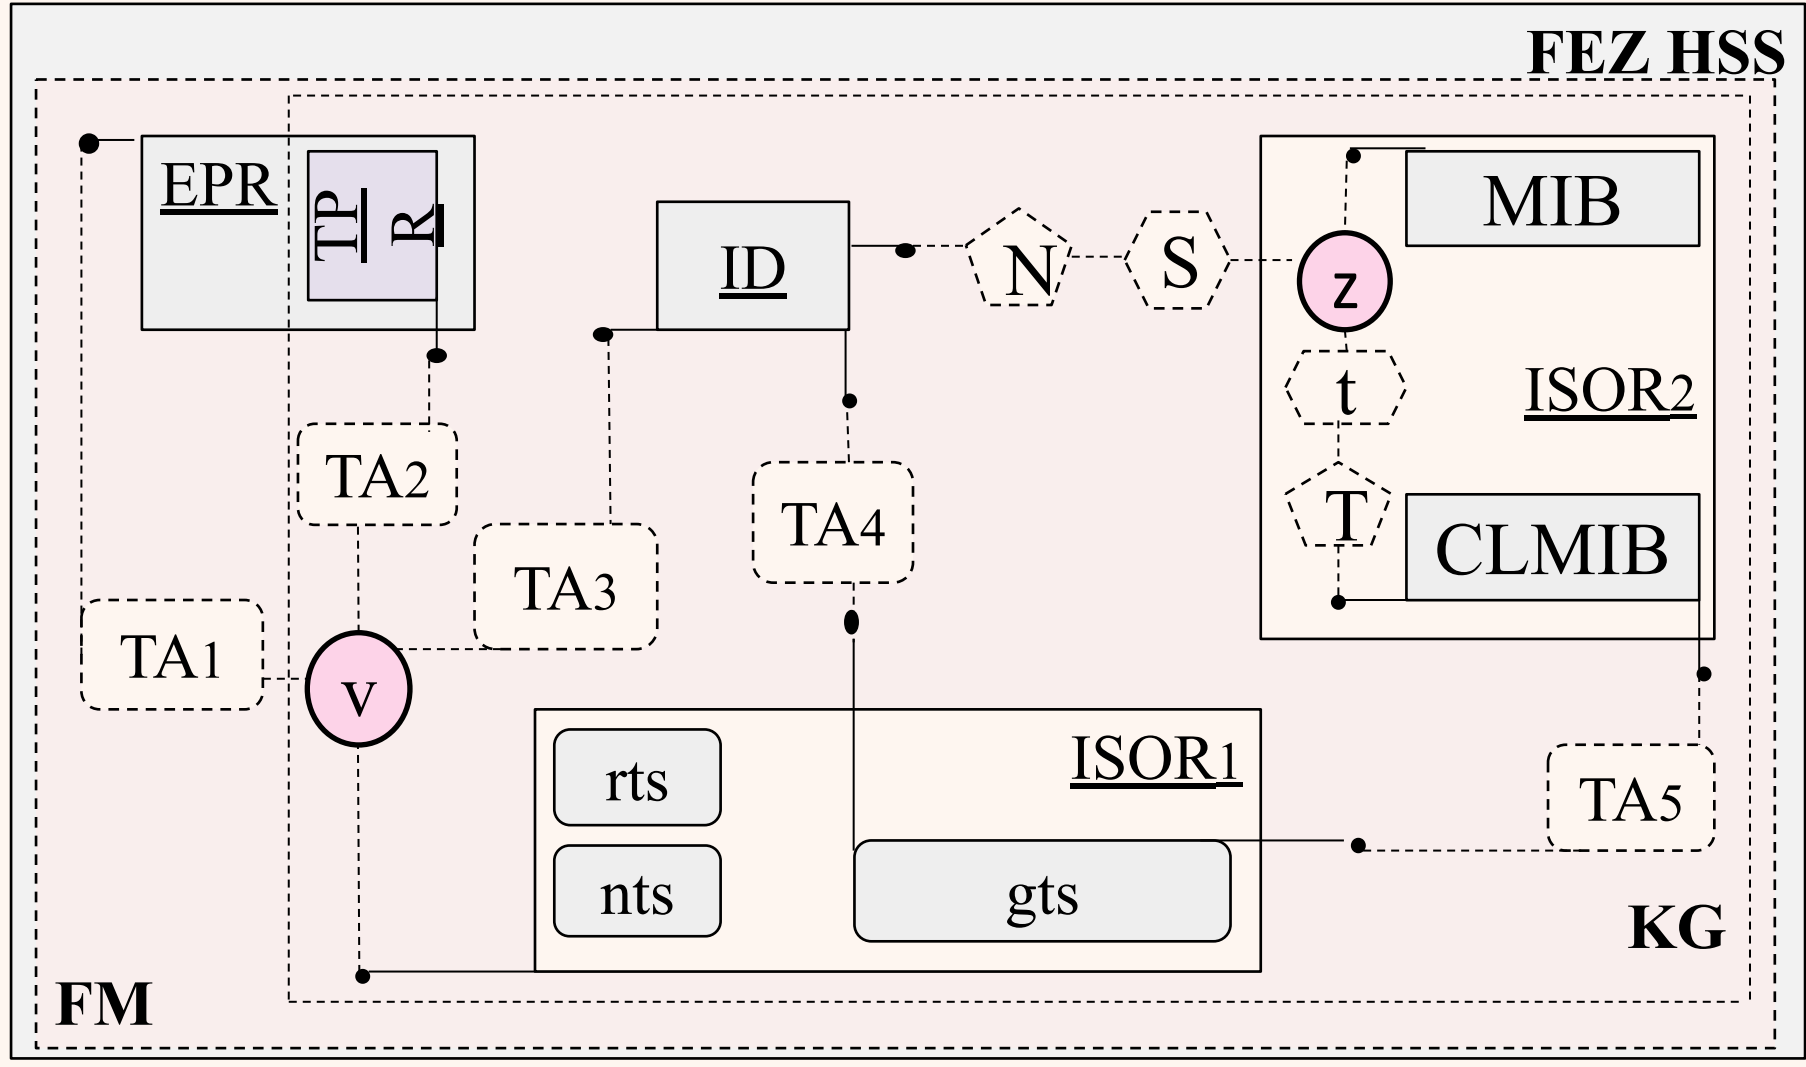 FEZ HSS
EPR
TP
R
ID
N
S
z
MIB
t
ISOR2
T
CLMIB
TA2
TA3
TA4
TA1
v
rts
ISOR1
TA5
nts
gts
KG
FM